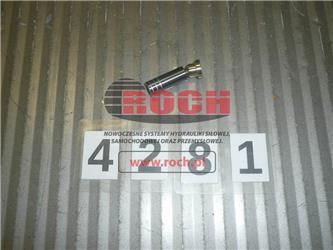 ROCH
NOWOCZESNE SYSTEMY HYDRAULIKI SIŁOWEJ,
SAMOCHODOWEJ ORAZ PRZEMYSŁOWEJ.
4 2 8 1
www.roch.pl